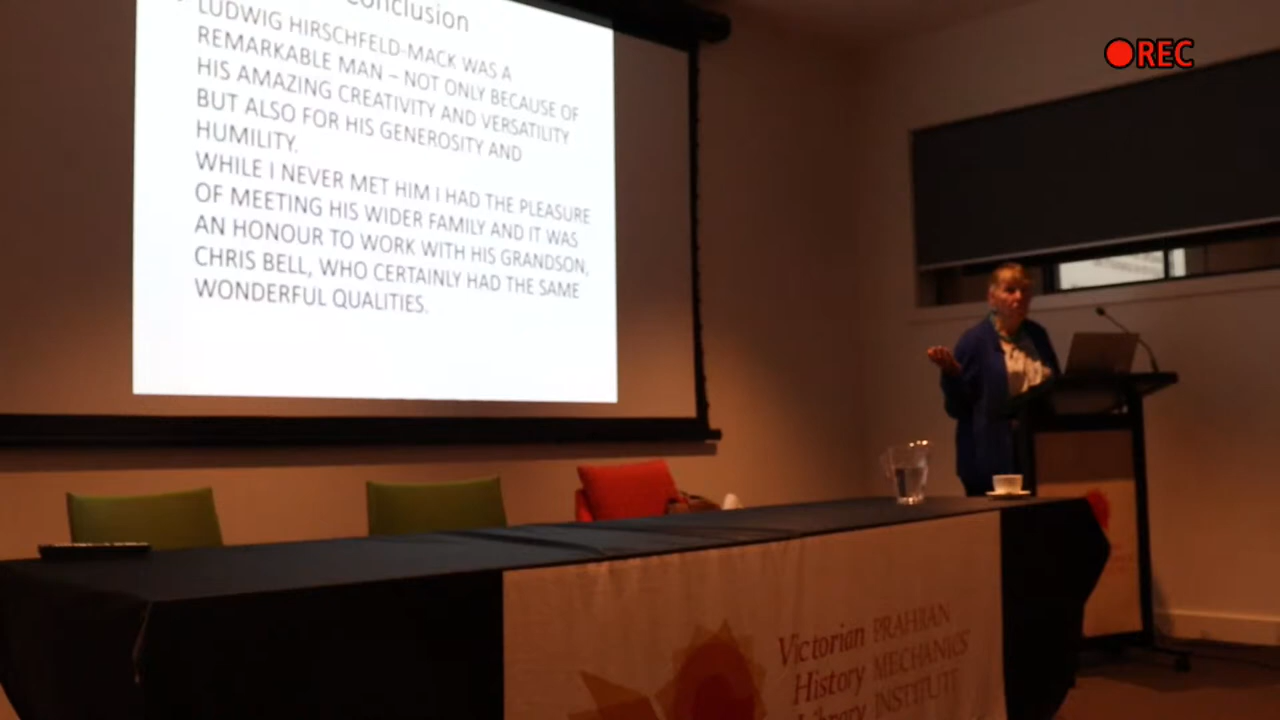 Conclusion
LUDWIG HIRSCHFELD-MACK WAS A
REMARKABLE MAN – NOT ONLY BECAUSE OF
HIS AMAZING CREATIVITY AND VERSATILITY
BUT ALSO FOR HIS GENEROSITY AND
HUMILITY.
WHILE I NEVER MET HIM I HAD THE PLEASURE
OF MEETING HIS WIDER FAMILY AND IT WAS
AN HONOUR TO WORK WITH HIS GRANDSON,
CHRIS BELL, WHO CERTAINLY HAD THE SAME
WONDERFUL QUALITIES.
REC
Victorian PRAHRAN
History MECHANICS
Library INSTITUTE